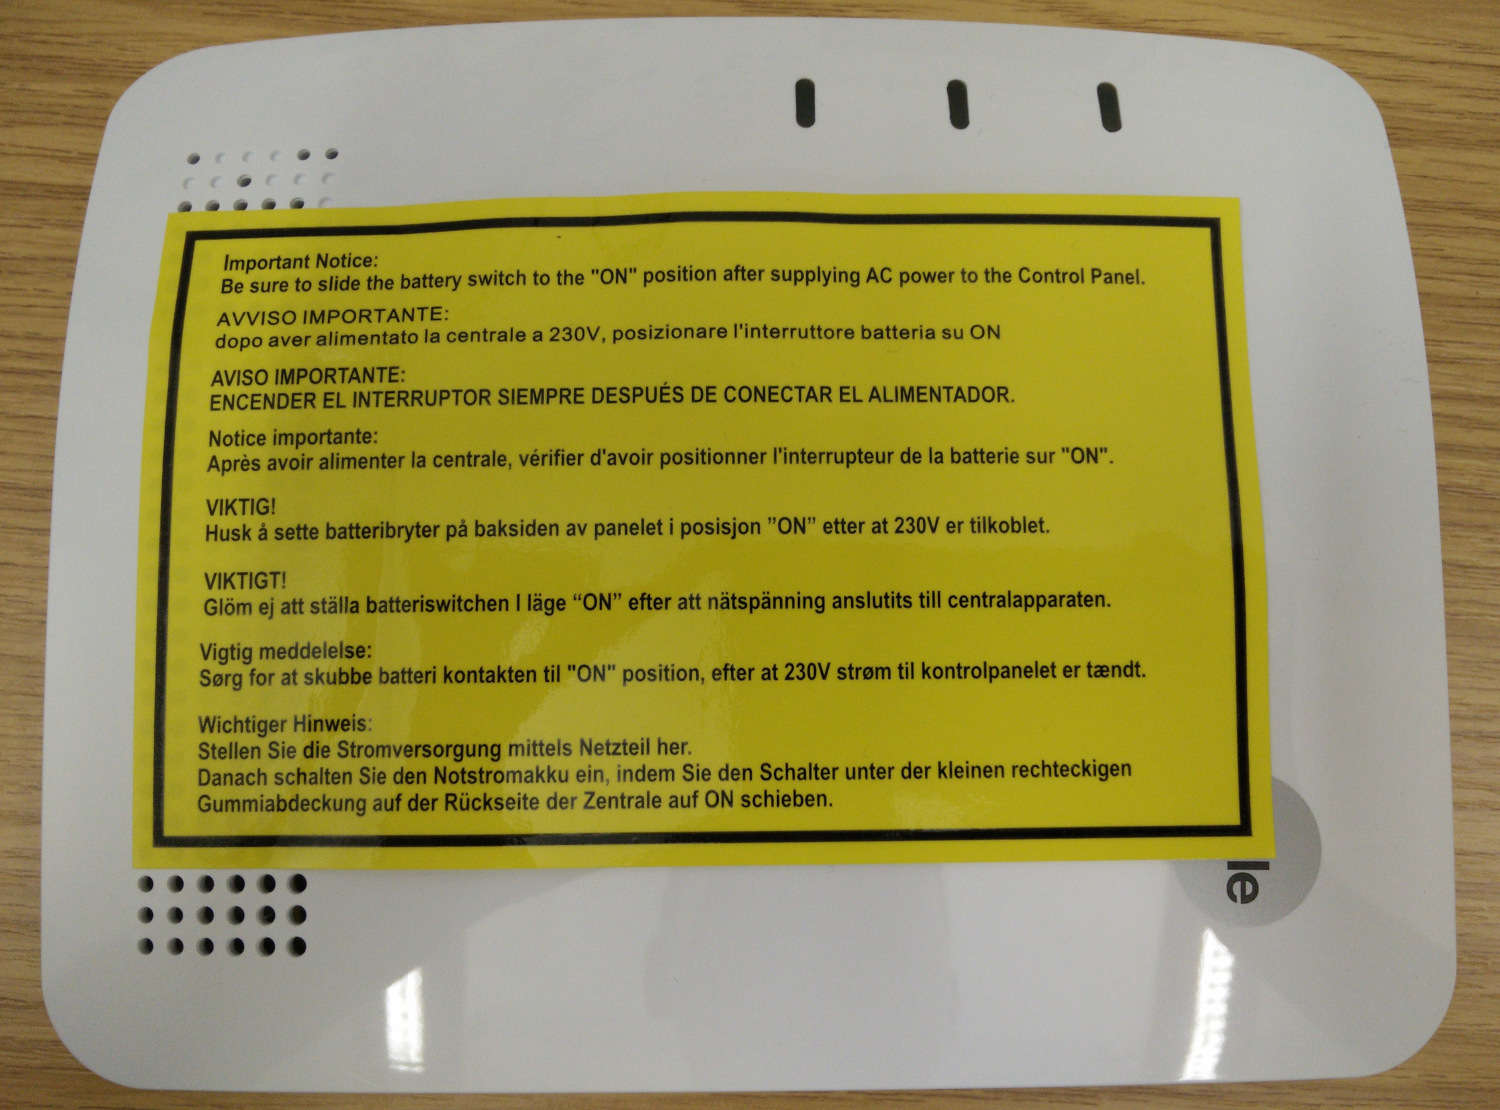 Important Notice:
Be sure to slide the battery switch to the "ON" position after supplying AC power to the Control Panel.
AVVISO IMPORTANTE:
dopo aver alimentato la centrale a 230V, posizionare l'interruttore batteria su ON
AVISO IMPORTANTE:
ENCENDER EL INTERRUPTOR SIEMPRE DESPUÉS DE CONECTAR EL ALIMENTADOR.
Notice importante:
Après avoir alimenter la centrale, vérifier d'avoir positionner l'interrupteur de la batterie sur "ON".
VIKTIG!
Husk å sette batteribryter på baksiden av panelet i posisjon ”ON” etter at 230V er tilkoblet.
VIKTIGT!
Glöm ej att ställa batteriswitchen I läge “ON” efter att nätspänning anslutits till centralapparaten.
Vigtig meddelelse:
Sørg for at skubbe batteri kontakten til "ON" position, efter at 230V strøm til kontrolpanelet er tændt.
Wichtiger Hinweis:
Stellen Sie die Stromversorgung mittels Netzteil her.
Danach schalten Sie den Notstromakku ein, indem Sie den Schalter unter der kleinen rechteckigen
Gummiabdeckung auf der Rückseite der Zentrale auf ON schieben.
le